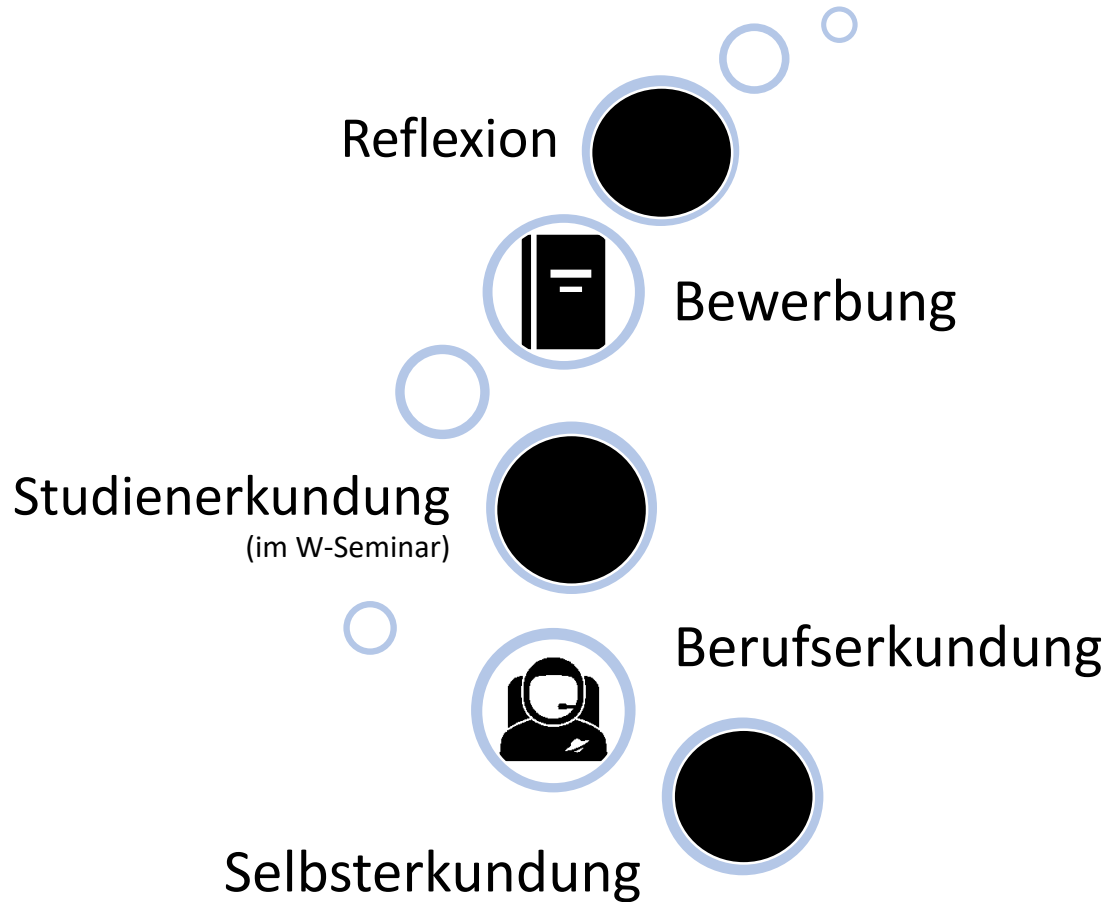 Reflexion
Bewerbung
Studienerkundung
(im W-Seminar)
Berufserkundung
Selbsterkundung